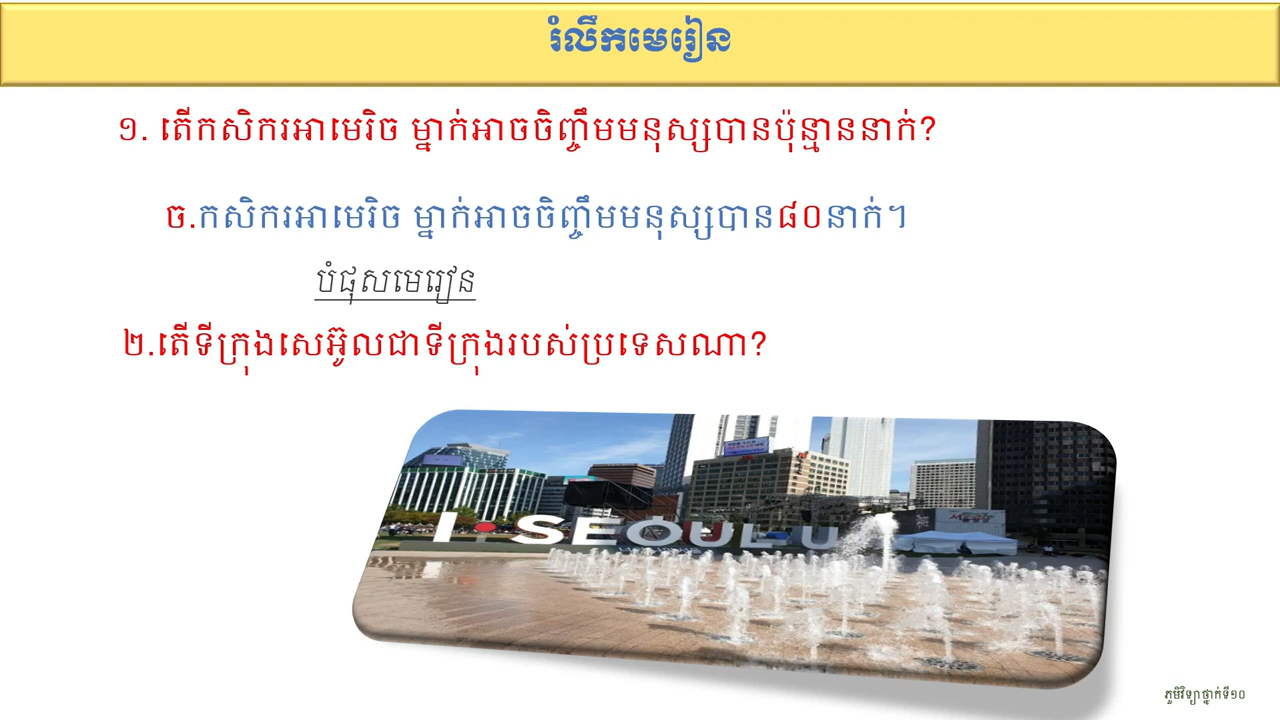 រំលឹកមេរៀន
១. តើកសិករអាមេរិច ម្នាក់អាចចិញ្ចឹមមនុស្សបានប៉ុន្មាននាក់?
ច.កសិករអាមេរិច ម្នាក់អាចចិញ្ចឹមមនុស្សបាន៨០នាក់។
បំផុសមេរៀន
២.តើទីក្រុងសេអ៊ូលជាទីក្រុងរបស់ប្រទេសណា?
I SEOUL U
ភូមិវិទ្យាថ្នាក់ទី១០